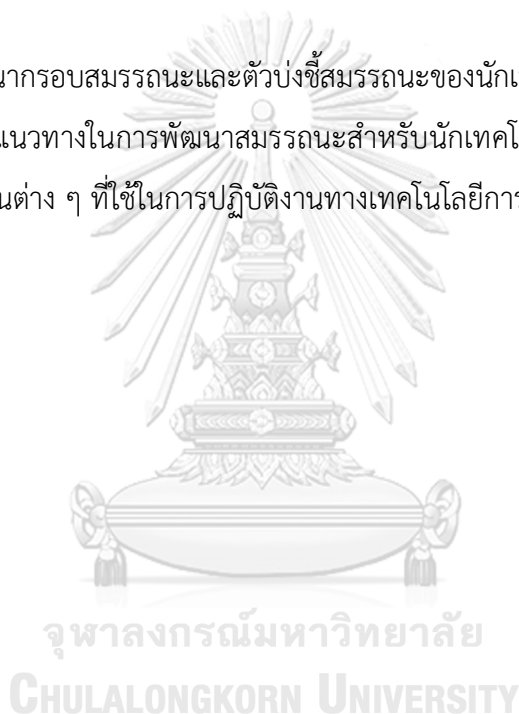 นากรอบสมรรถนะและตัวบ่งชี้สมรรถนะของนัก
แนวทางในการพัฒนาสมรรถนะสำหรับนักเทคโ
นต่าง ๆ ที่ใช้ในการปฏิบัติงานทางเทคโนโลยีการ
จุฬาลงกรณ์มหาวิทยาลัย
CHULALONGKORN UNIVERSITY